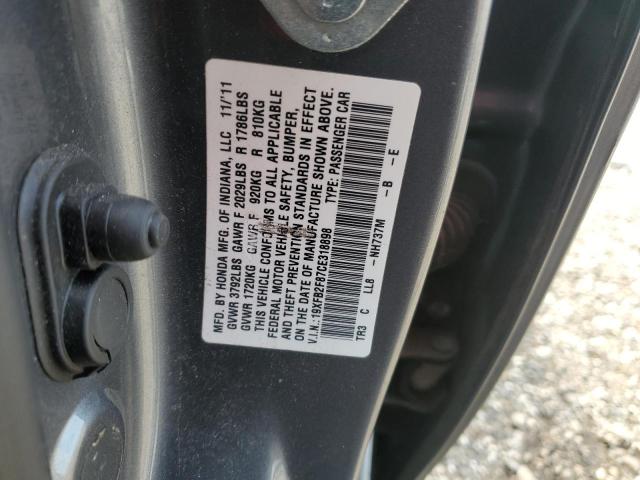 MFD. BY HONDA MFG. OF INDIANA, LLC 11/'11
GVWR 3792LBS GAWR F 2029LBS R 1786LBS
GVWR 1720KG GAWR F 920KG R 810KG
THIS VEHICLE CONFORMS TO ALL APPLICABLE
FEDERAL MOTOR VEHICLE SAFETY, BUMPER,
AND THEFT PREVENTION STANDARDS IN EFFECT
ON THE DATE OF MANUFACTURE SHOWN ABOVE.
V.I.N.:19XFB2F87CE318898 TYPE: PASSENGER CAR
TR3 C LL8 -NH737M -B -E